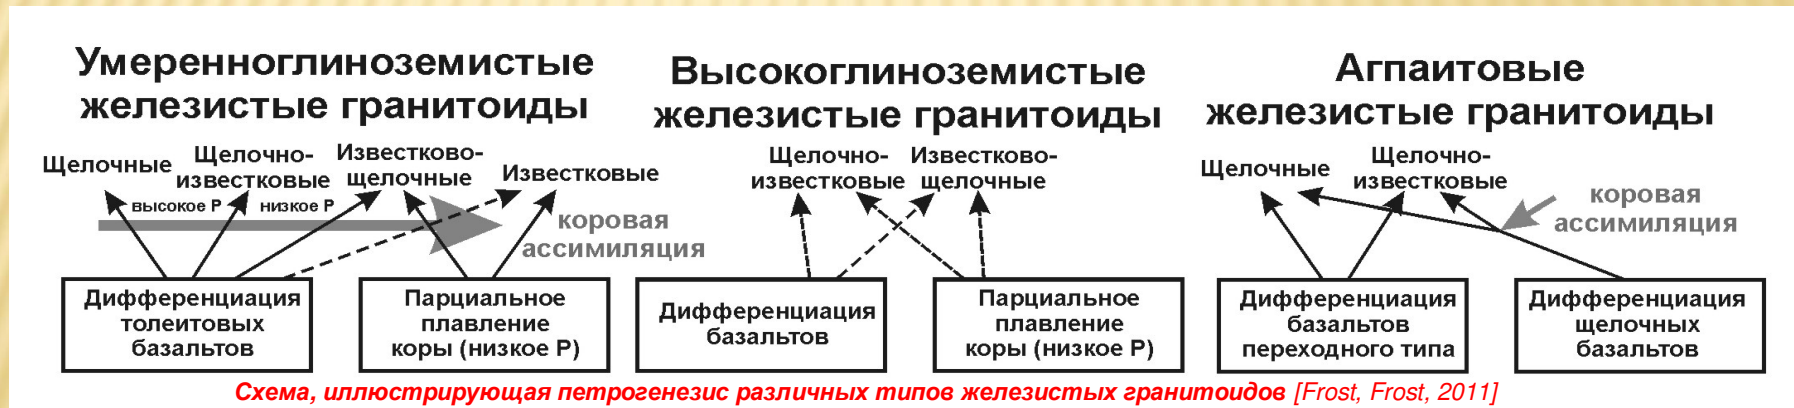 Умеренноглиноземистые
железистые гранитоиды
Щелочные
Щелочно-
известковые
Известково-
щелочные
Известковые
высокое Р
низкое Р
коровая
ассимиляция
Дифференциация
толеитовых
базальтов
Парциальное
плавление
коры (низкое Р)
Высокоглиноземистые
железистые гранитоиды
Щелочно-
известковые
Известково-
щелочные
Дифференциация
базальтов
Парциальное
плавление
коры (низкое Р)
Агпаитовые
железистые гранитоиды
Щелочные
Щелочно-
известковые
коровая
ассимиляция
Дифференциация
базальтов
переходного типа
Дифференциация
щелочных
базальтов
Схема, иллюстрирующая петрогенезис различных типов железистых гранитоидов [Frost, Frost, 2011]